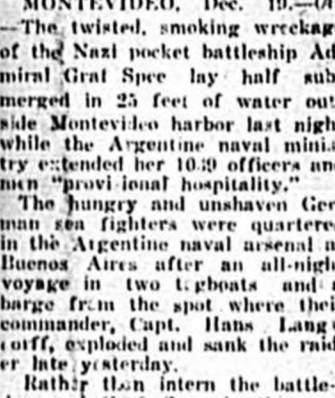 MONTEVIDEO, Dec. 19.—
—The twisted, smoking wreckag
of the Nazi pocket battleship Ad
miral Graf Spee lay half sub
merged in 25 feet of water out
side Montevideo harbor last nigh
while the Argentine naval minis
try extended her 1039 officers an
men "provi ional hospitality."
The hungry and unshaven Ger
man sea fighters were quartere
in the Argentine naval arsenal a
Buenos Aires after an all-nigh
voyage in two tugboats and a
barge from the spot where thei
commander, Capt. Hans Lang
dorff, exploded and sank the raid
er late yesterday.
Rather than intern the battle-